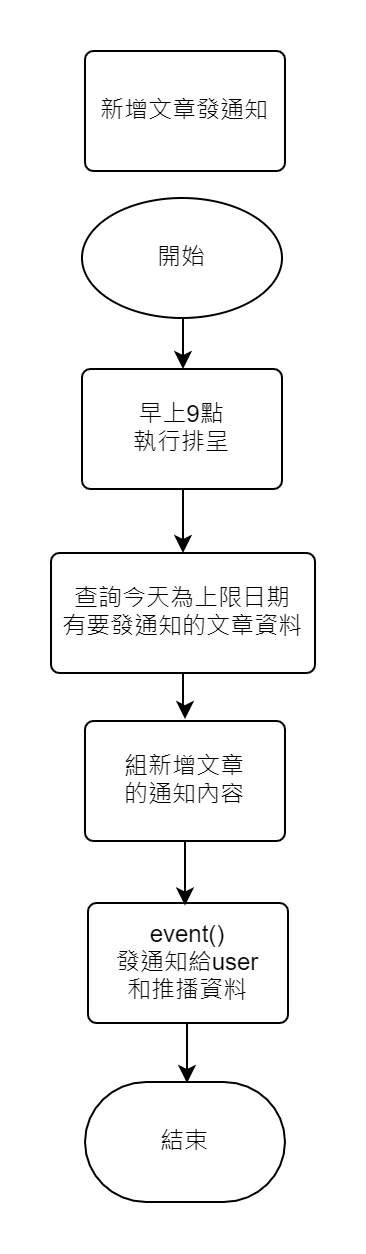 新增文章發通知
開始
早上9點
執行排呈
查詢今天為上限日期
有要發通知的文章資料
組新增文章
的通知內容
event()
發通知給user
和推播資料
結束